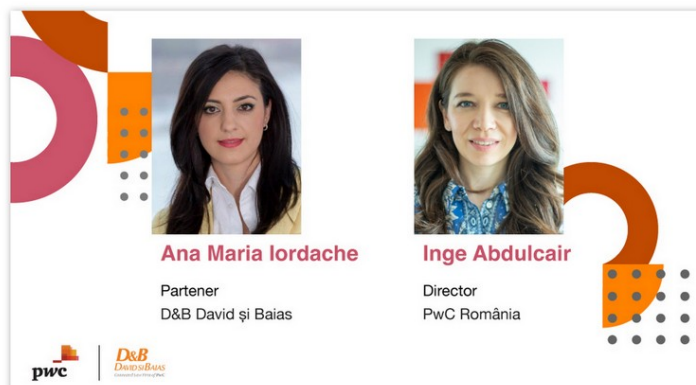 Ana Maria Iordache
Partener
D&B David și Baias
Inge Abdulcair
Director
PwC România
pwc
D&B
DAVID ȘI BAIAS